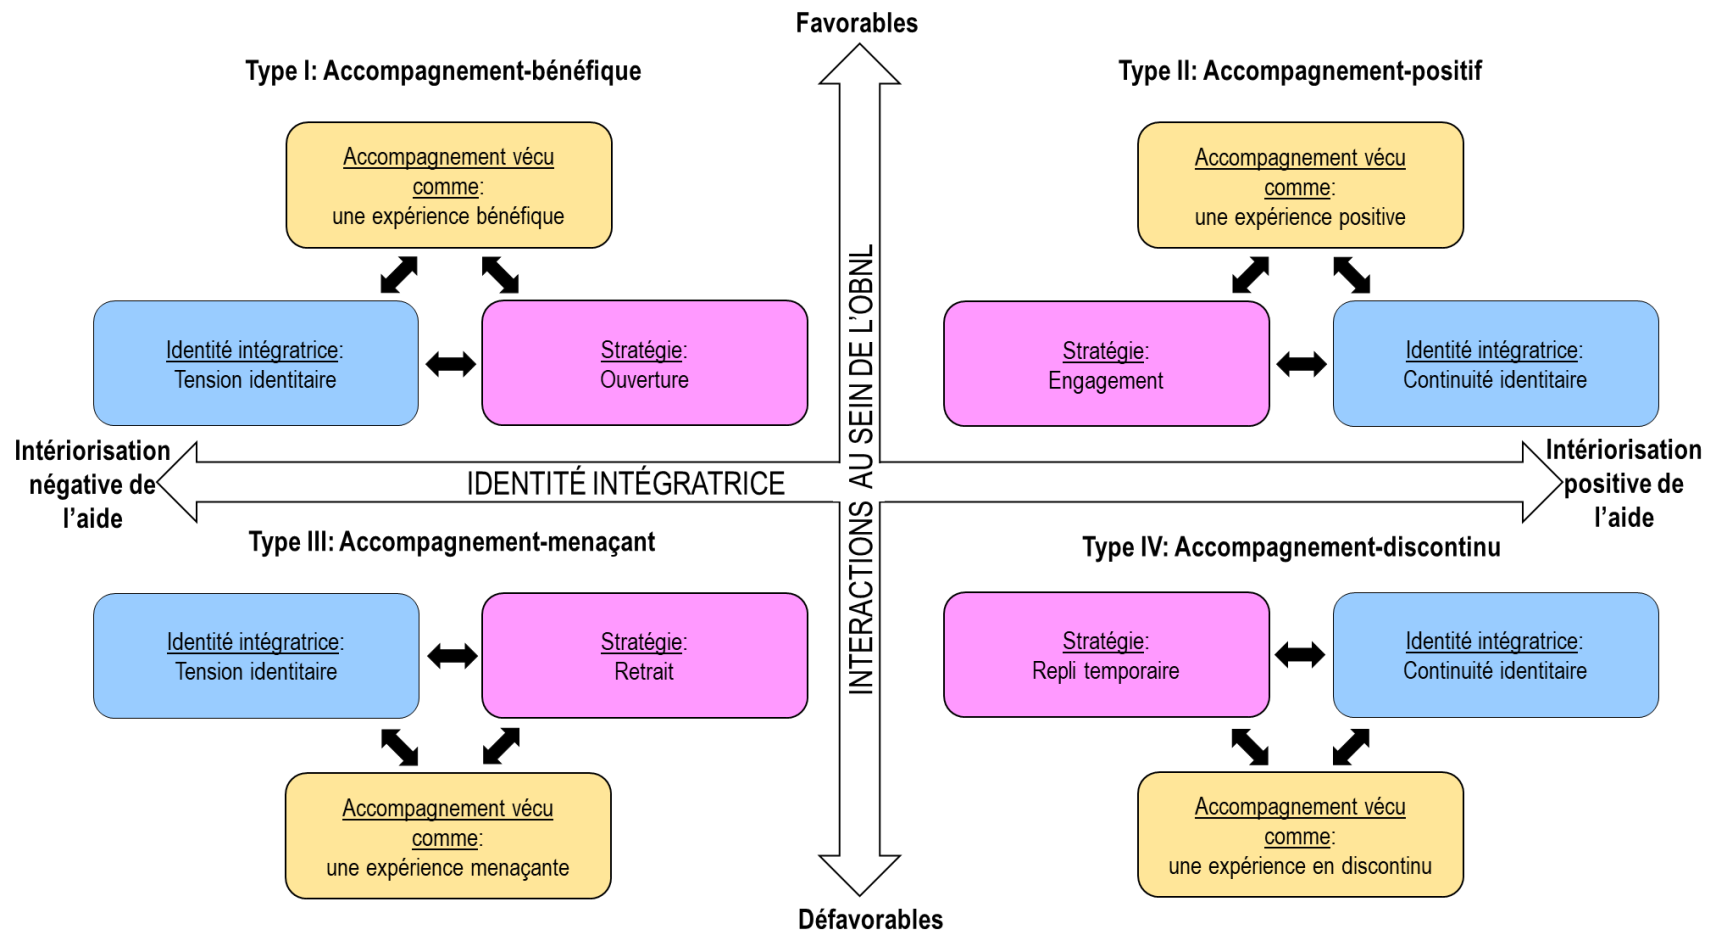 Favorables
Type I: Accompagnement-bénéfique
Type II: Accompagnement-positif
Accompagnement vécu
comme:
une expérience bénéfique
Accompagnement vécu
comme:
une expérience positive
Identité intégratrice:
Tension identitaire
Stratégie:
Ouverture
Stratégie:
Engagement
Identité intégratrice:
Continuité identitaire
Intériorisation
négative de
l’aide
IDENTITÉ INTÉGRATRICE
INTERACTIONS AU SEIN DE L’OBNL
Intériorisation
positive de
l’aide
Type III: Accompagnement-menaçant
Type IV: Accompagnement-discontinu
Identité intégratrice:
Tension identitaire
Stratégie:
Retrait
Stratégie:
Repli temporaire
Identité intégratrice:
Continuité identitaire
Accompagnement vécu
comme:
une expérience menaçante
Accompagnement vécu
comme:
une expérience en discontinu
Défavorables